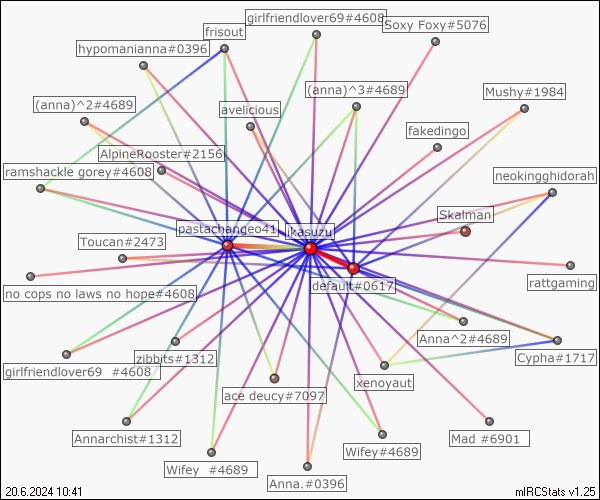 girlfriendlover69#4608
Soxy Foxy#5076
frisout
hypomanianna#0396
(anna)^3#4689
Mushy#1984
(anna)^2#4689
avelicious
fakedingo
AlpineRooster#2156
ramshackle gorey#4608
neokingghidorah
Skalman
pastachangeo41
jkasuzu
Toucan#2473
default#0617
rattgaming
no cops no laws no hope#4608
Anna^2#4689
zibbits#1312
Cypha#1717
girlfriendlover69 #4608
xenoyaut
ace deucy#7097
Annarchist#1312
Mad #6901
Wifey#4689
Wifey #4689
Anna.#0396
20.6.2024 10:41
mIRCStats v1.25